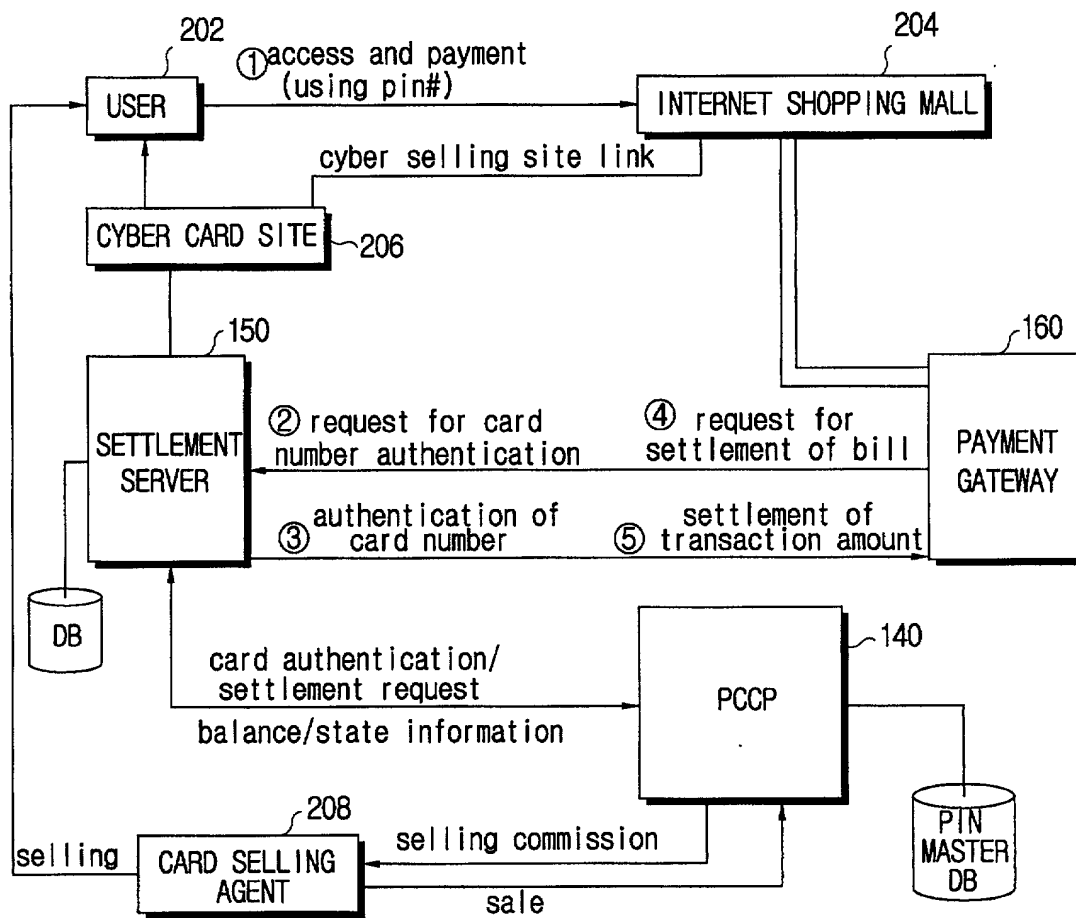 202
204
① access and payment
(using pin#)
USER
INTERNET SHOPPING MALL
cyber selling site link
CYBER CARD SITE
206
150
160
② request for card
number authentication
④ request for
settlement of bill
SETTLEMENT
SERVER
PAYMENT
GATEWAY
③ authentication of
card number
⑤ settlement of
transaction amount
DB
140
card authentication/
settlement request
PCCP
balance/state information
208
selling commission
PIN
MASTER
DB
selling
CARD SELLING
AGENT
sale